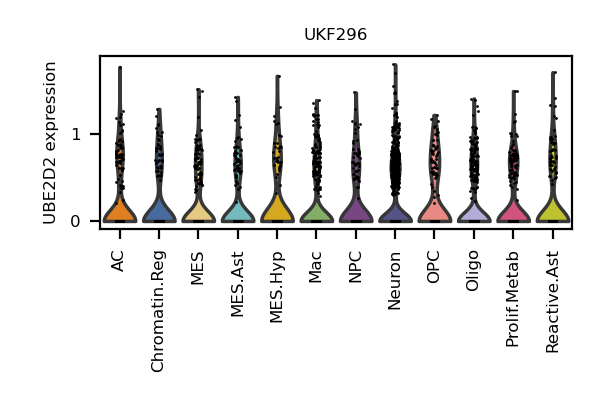 UKF296
UBE2D2 expression
1
0
AC
Chromatin.Reg
MES
MES.Ast
MES.Hyp
Mac
NPC
Neuron
OPC
Oligo
Prolif.Metab
Reactive.Ast